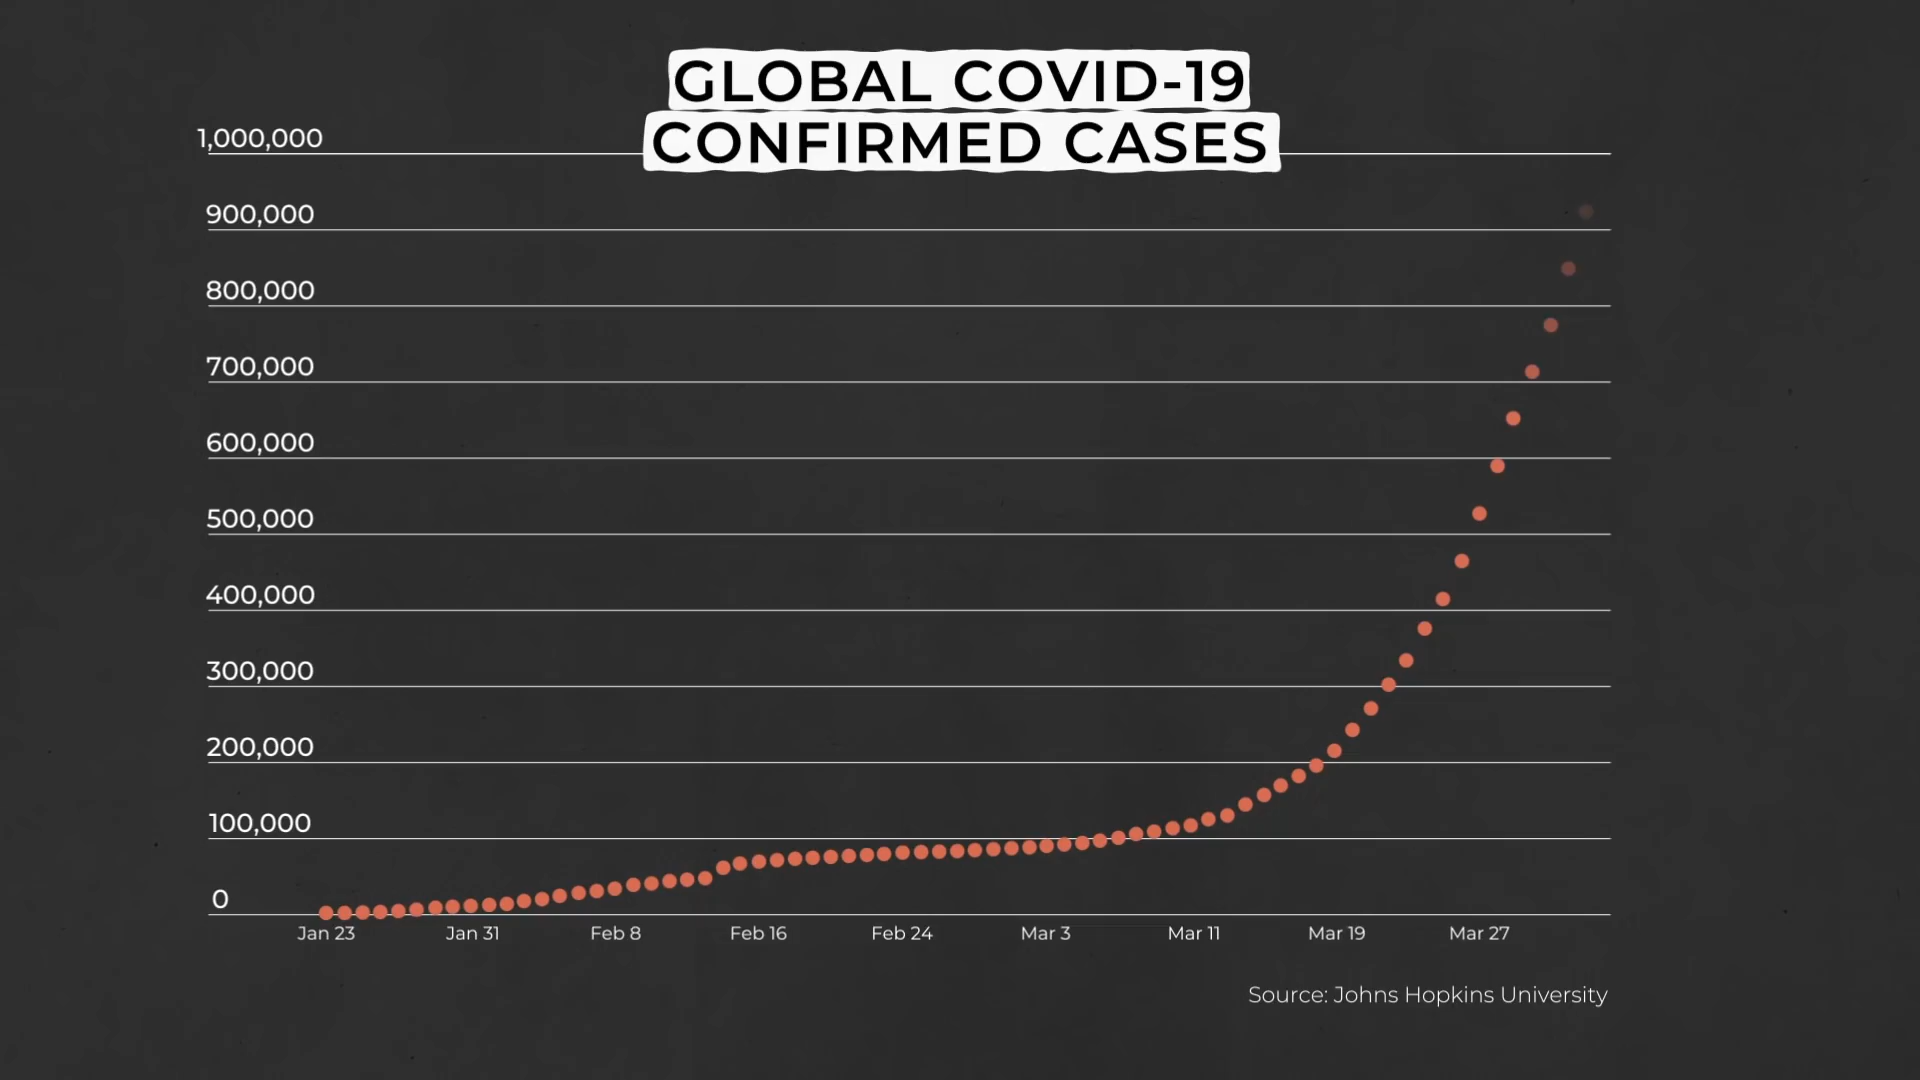 GLOBAL COVID-19
CONFIRMED CASES
1,000,000
900,000
800,000
700,000
600,000
500,000
400,000
300,000
200,000
100,000
0
Jan 23 Jan 31 Feb 8 Feb 16 Feb 24 Mar 3 Mar 11 Mar 19 Mar 27
Source: Johns Hopkins University